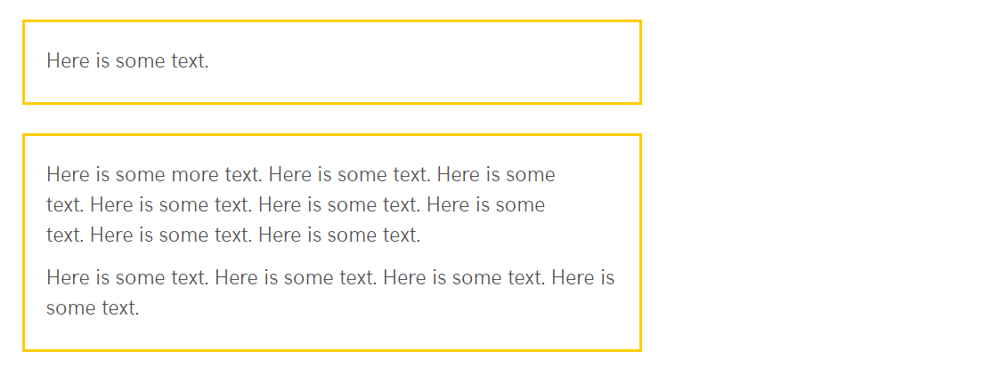 Here is some text.
Here is some more text. Here is some text. Here is some
text. Here is some text. Here is some text. Here is some
text. Here is some text. Here is some text.
Here is some text. Here is some text. Here is some text. Here is
some text.